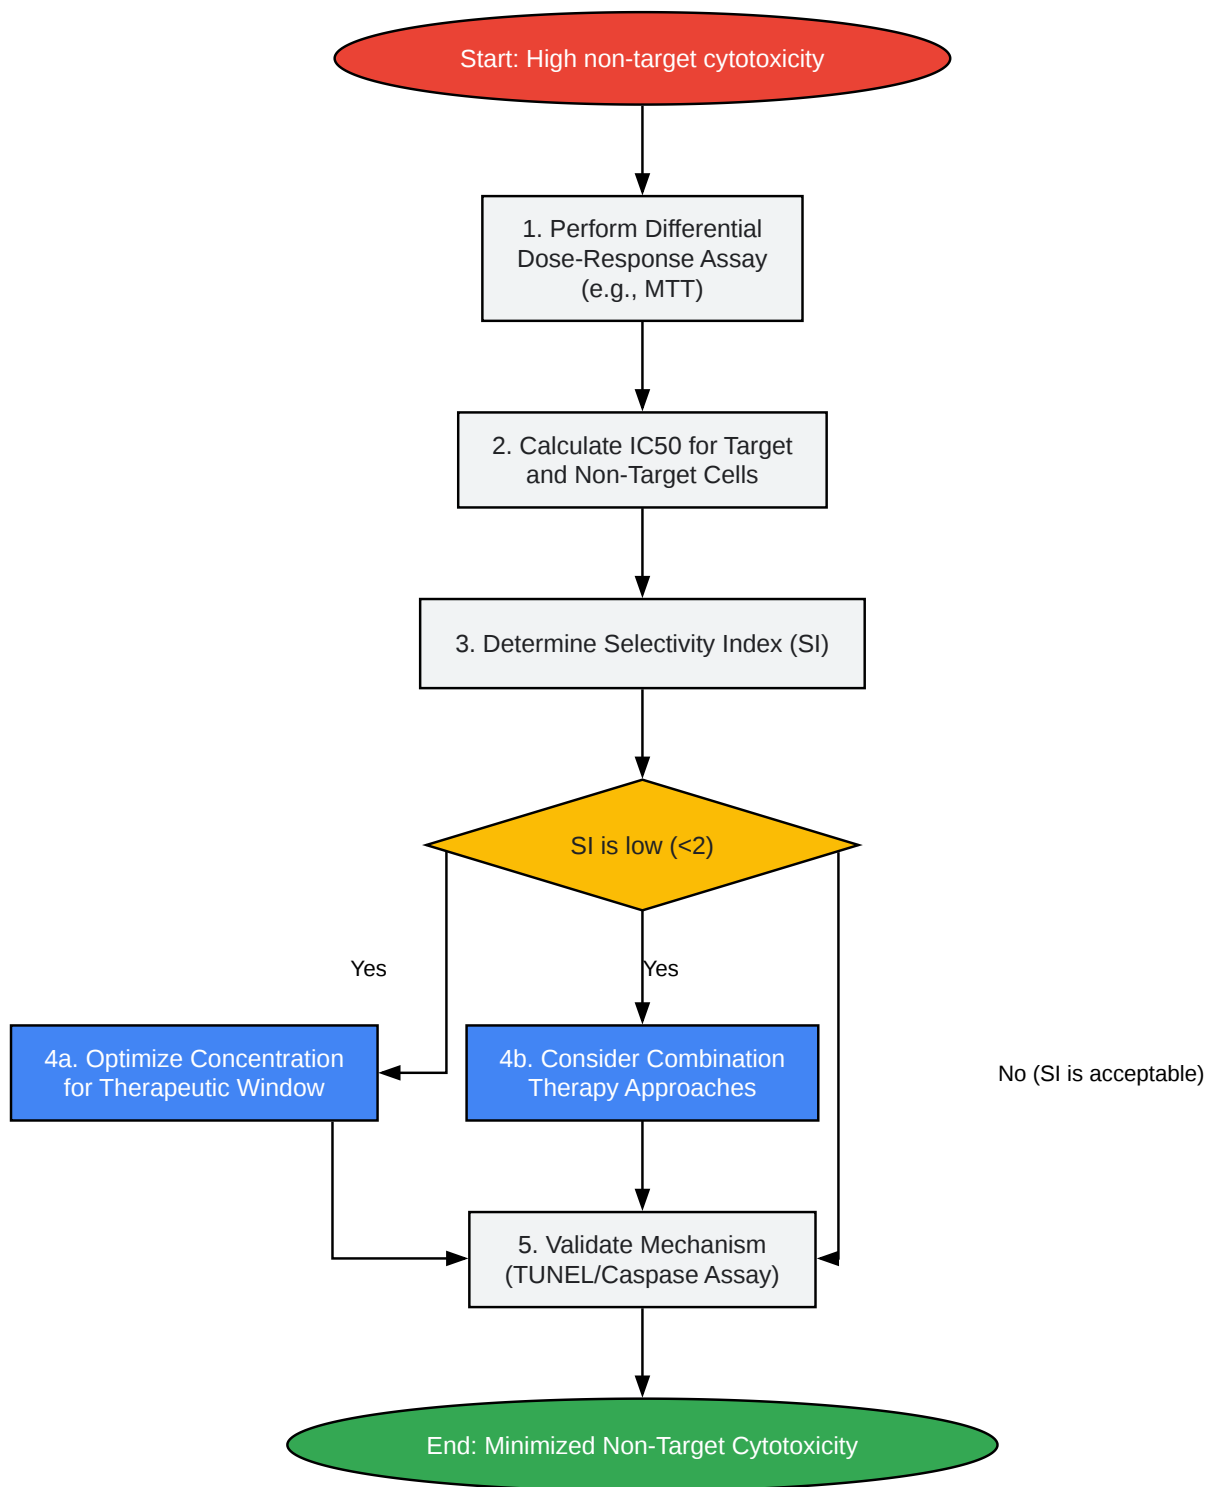 Start: High non-target cytotoxicity
1. Perform Differential
Dose-Response Assay
(e.g., MTT)
2. Calculate IC50 for Target
and Non-Target Cells
3. Determine Selectivity Index (SI)
SI is low (<2)
Yes
Yes
4a. Optimize Concentration
for Therapeutic Window
4b. Consider Combination
Therapy Approaches
No (SI is acceptable)
5. Validate Mechanism
(TUNEL/Caspase Assay)
End: Minimized Non-Target Cytotoxicity